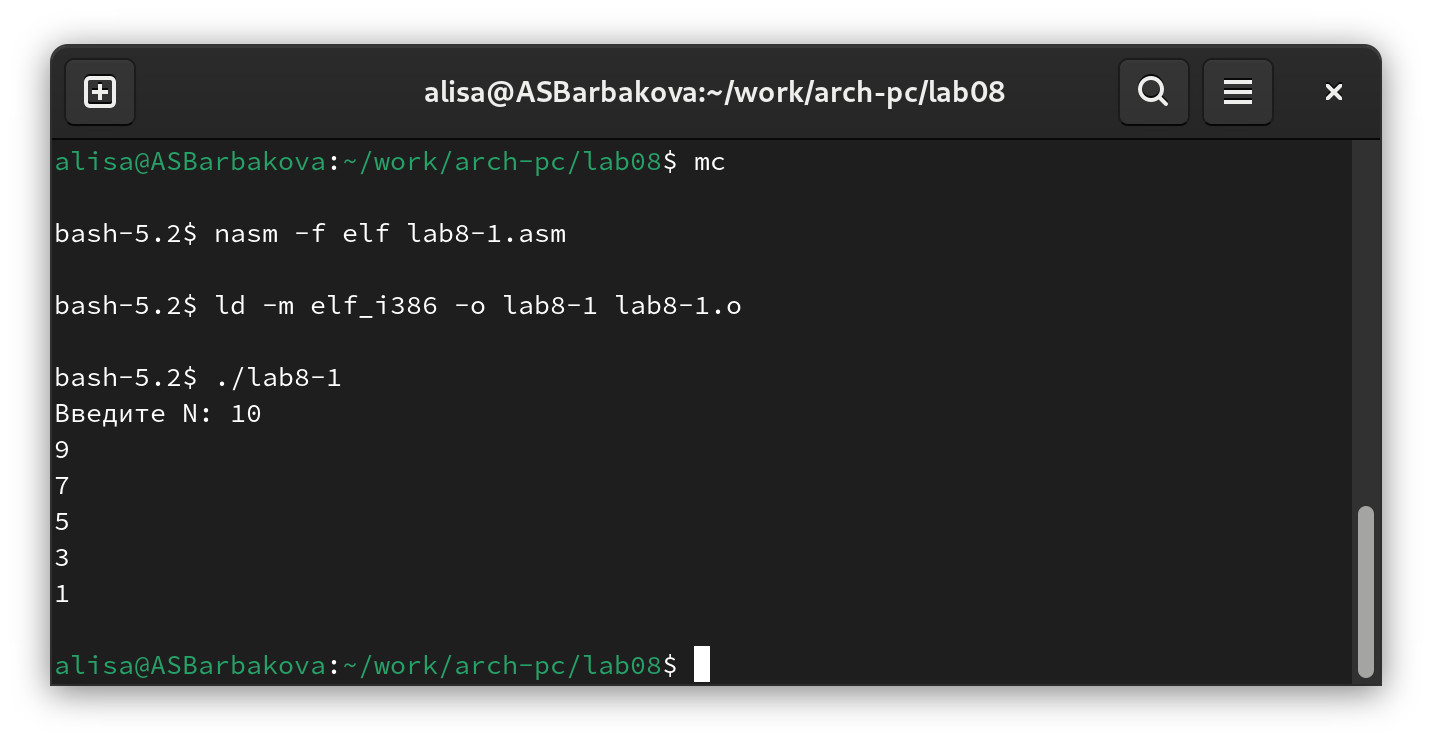 alisa@ASBarbakova:~/work/arch-pc/lab08
alisa@ASBarbakova:~/work/arch-pc/lab08$ mc
bash-5.2$ nasm -f elf lab8-1.asm
bash-5.2$ ld -m elf_i386 -o lab8-1 lab8-1.o
bash-5.2$ ./lab8-1
Введите N: 10
9
7
5
3
1
alisa@ASBarbakova:~/work/arch-pc/lab08$